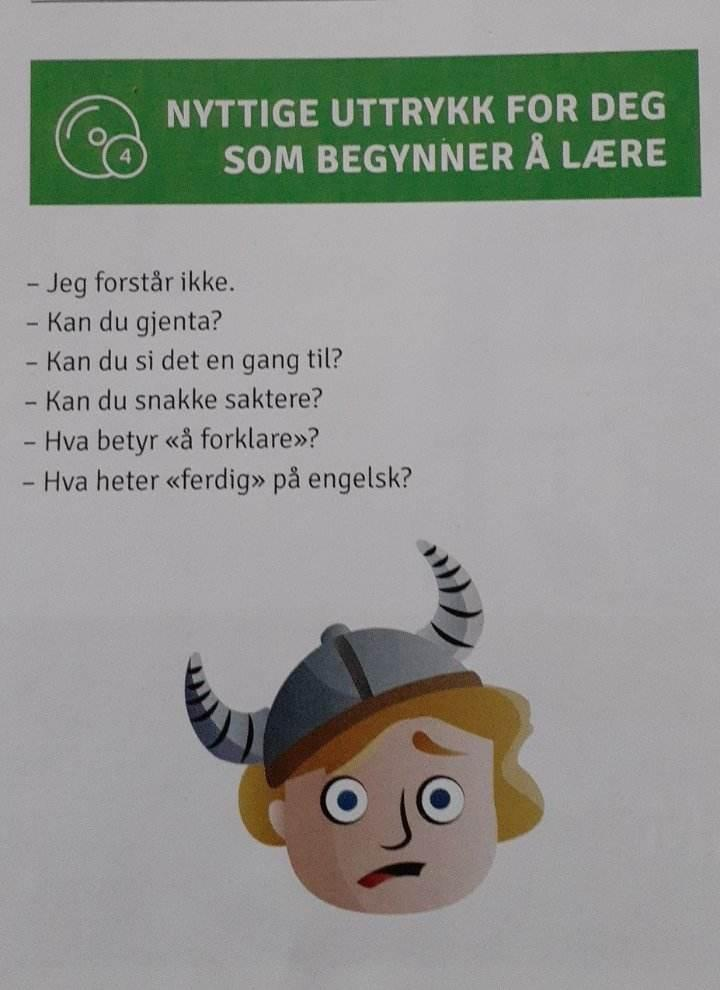 4
NYTTIGE UTTRYKK FOR DEG
SOM BEGYNNER Å LÆRE
– Jeg forstår ikke.
– Kan du gjenta?
– Kan du si det en gang til?
– Kan du snakke saktere?
– Hva betyr «å forklare»?
– Hva heter «ferdig» på engelsk?